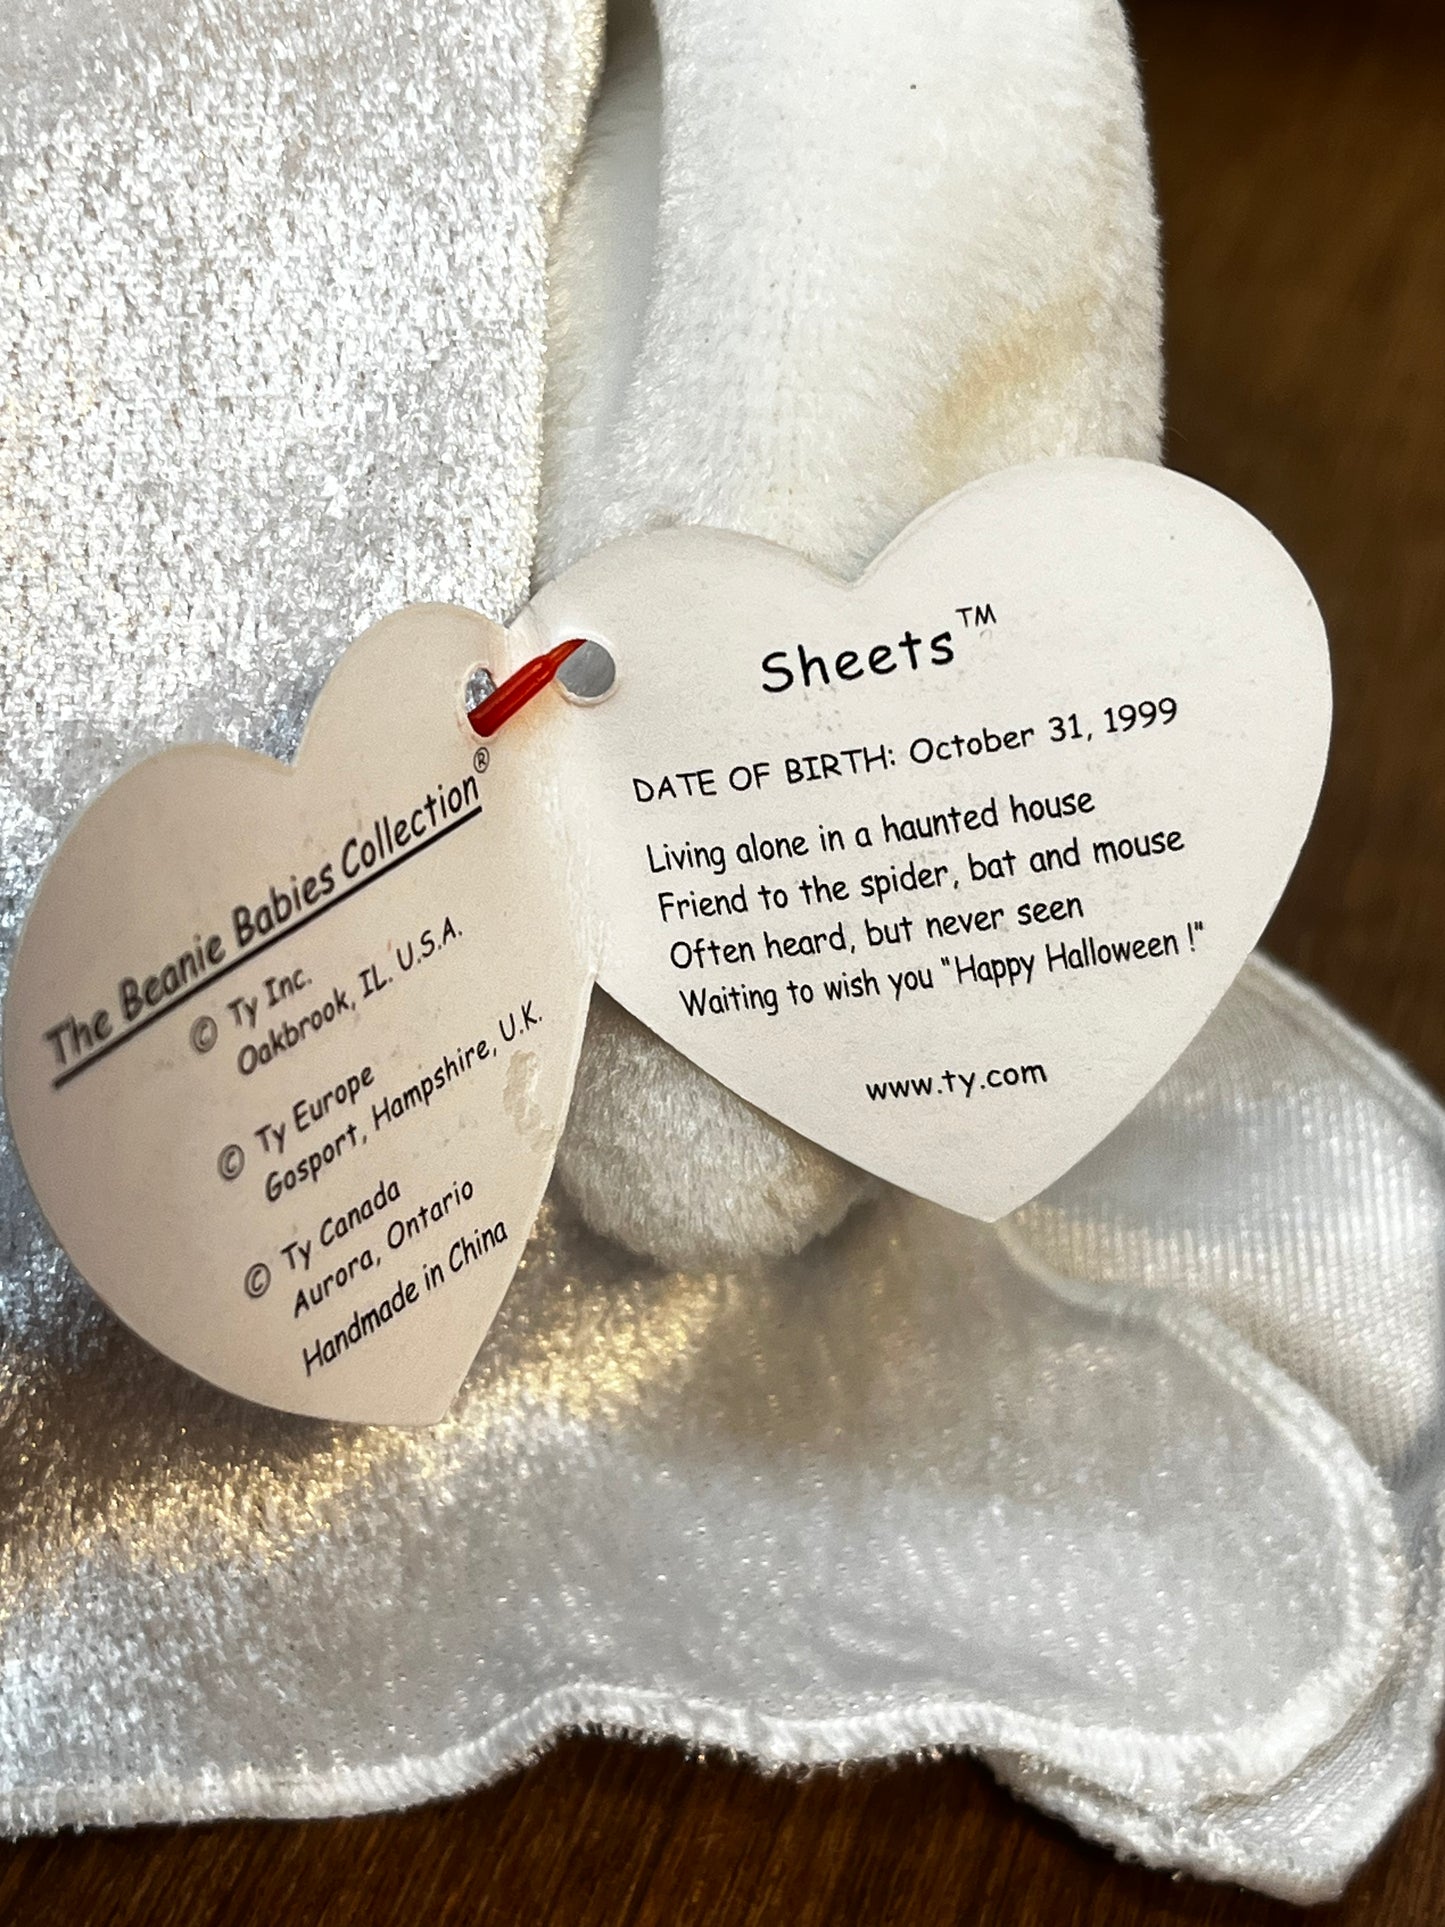 The Beanie Babies Collection®
© Ty Inc.
Oakbrook, IL. U.S.A.
© Ty Europe
Gosport, Hampshire, U.K.
© Ty Canada
Aurora, Ontario
Handmade in China
Sheets™
DATE OF BIRTH: October 31, 1999
Living alone in a haunted house
Friend to the spider, bat and mouse
Often heard, but never seen
Waiting to wish you "Happy Halloween !"
www.ty.com